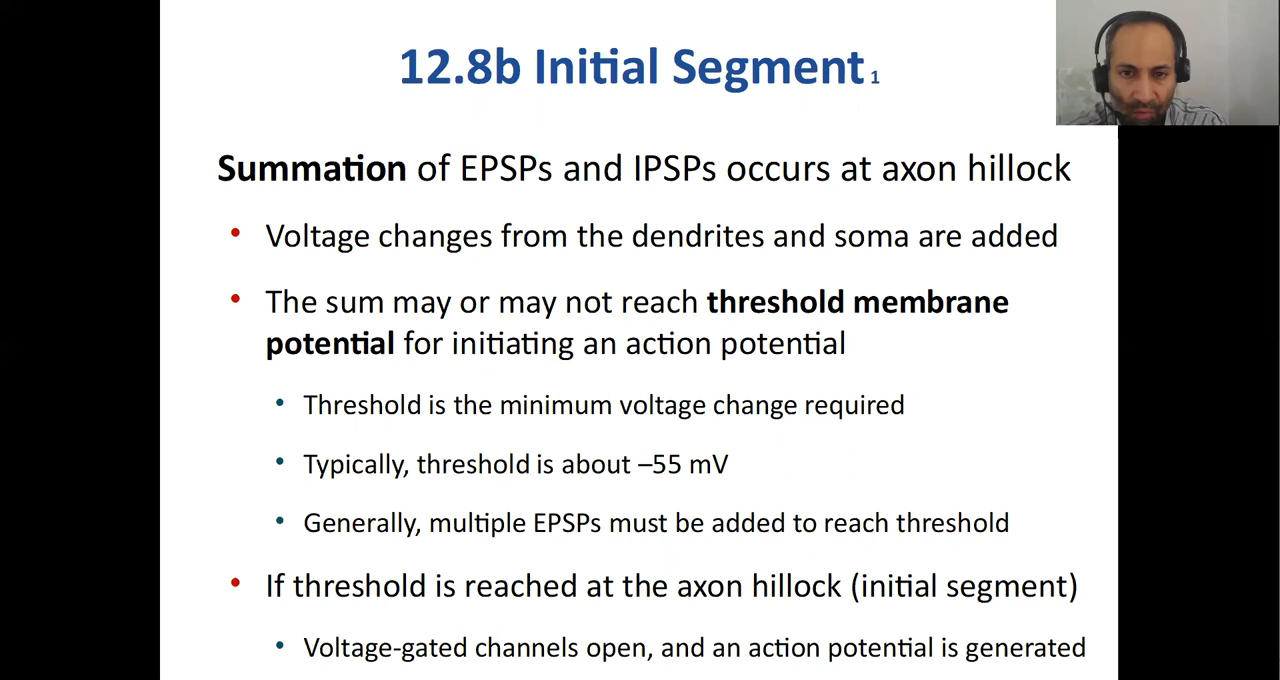 12.8b Initial Segment 1
Summation of EPSPs and IPSPs occurs at axon hillock
• Voltage changes from the dendrites and soma are added
• The sum may or may not reach threshold membrane
potential for initiating an action potential
• Threshold is the minimum voltage change required
• Typically, threshold is about –55 mV
• Generally, multiple EPSPs must be added to reach threshold
• If threshold is reached at the axon hillock (initial segment)
• Voltage-gated channels open, and an action potential is generated